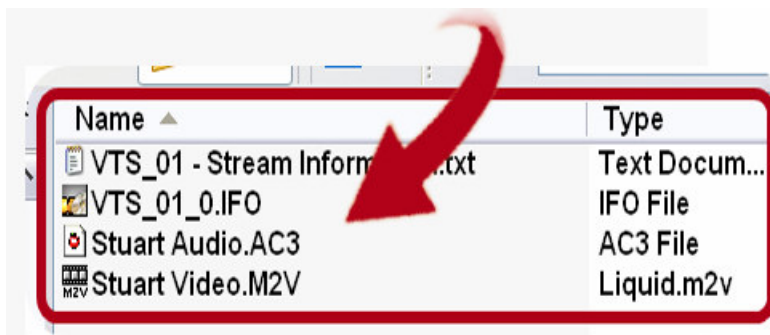 Name Type
VTS_01 - Stream Inform .txt Text Docum...
VTS_01_0.IFO IFO File
Stuart Audio.AC3 AC3 File
M2V Stuart Video.M2V Liquid.m2v